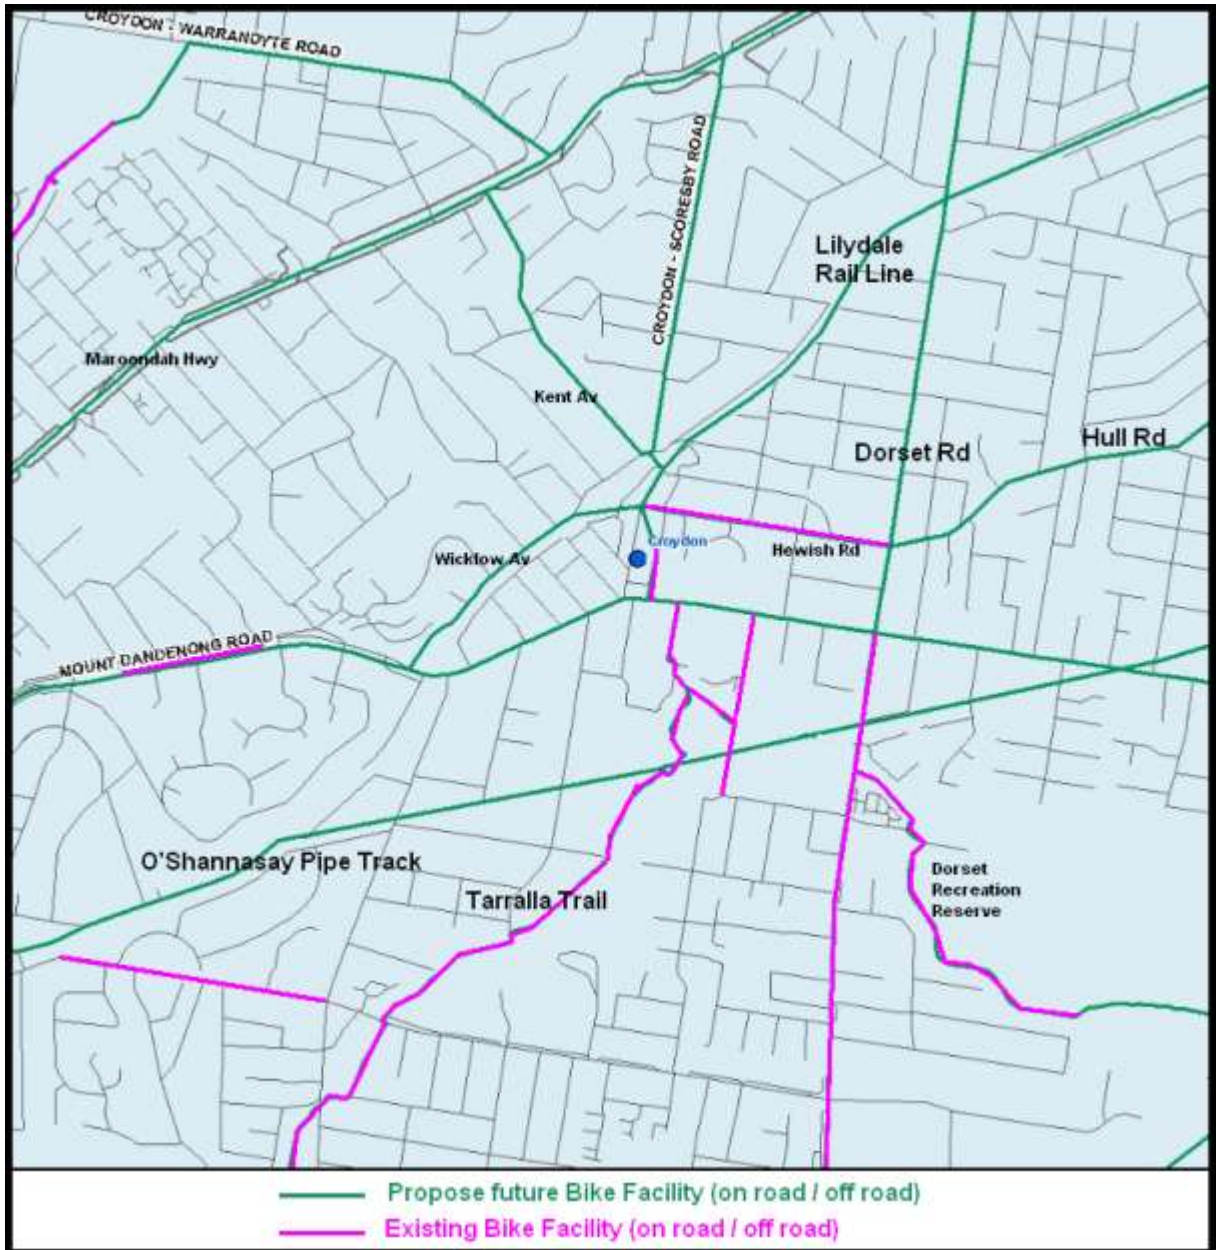 CROYDON - WARRANDYTE ROAD
CROYDON - SCORESBY ROAD
Lilydale
Rail Line
Maroondah Hwy
Kent Av
Dorset Rd
Hull Rd
Croydon
Hewish Rd
Wicklow Av
MOUNT DANDENONG ROAD
O'Shannasay Pipe Track
Tarralla Trail
Dorset
Recreation
Reserve
Propose future Bike Facility (on road / off road)
Existing Bike Facility (on road / off road)